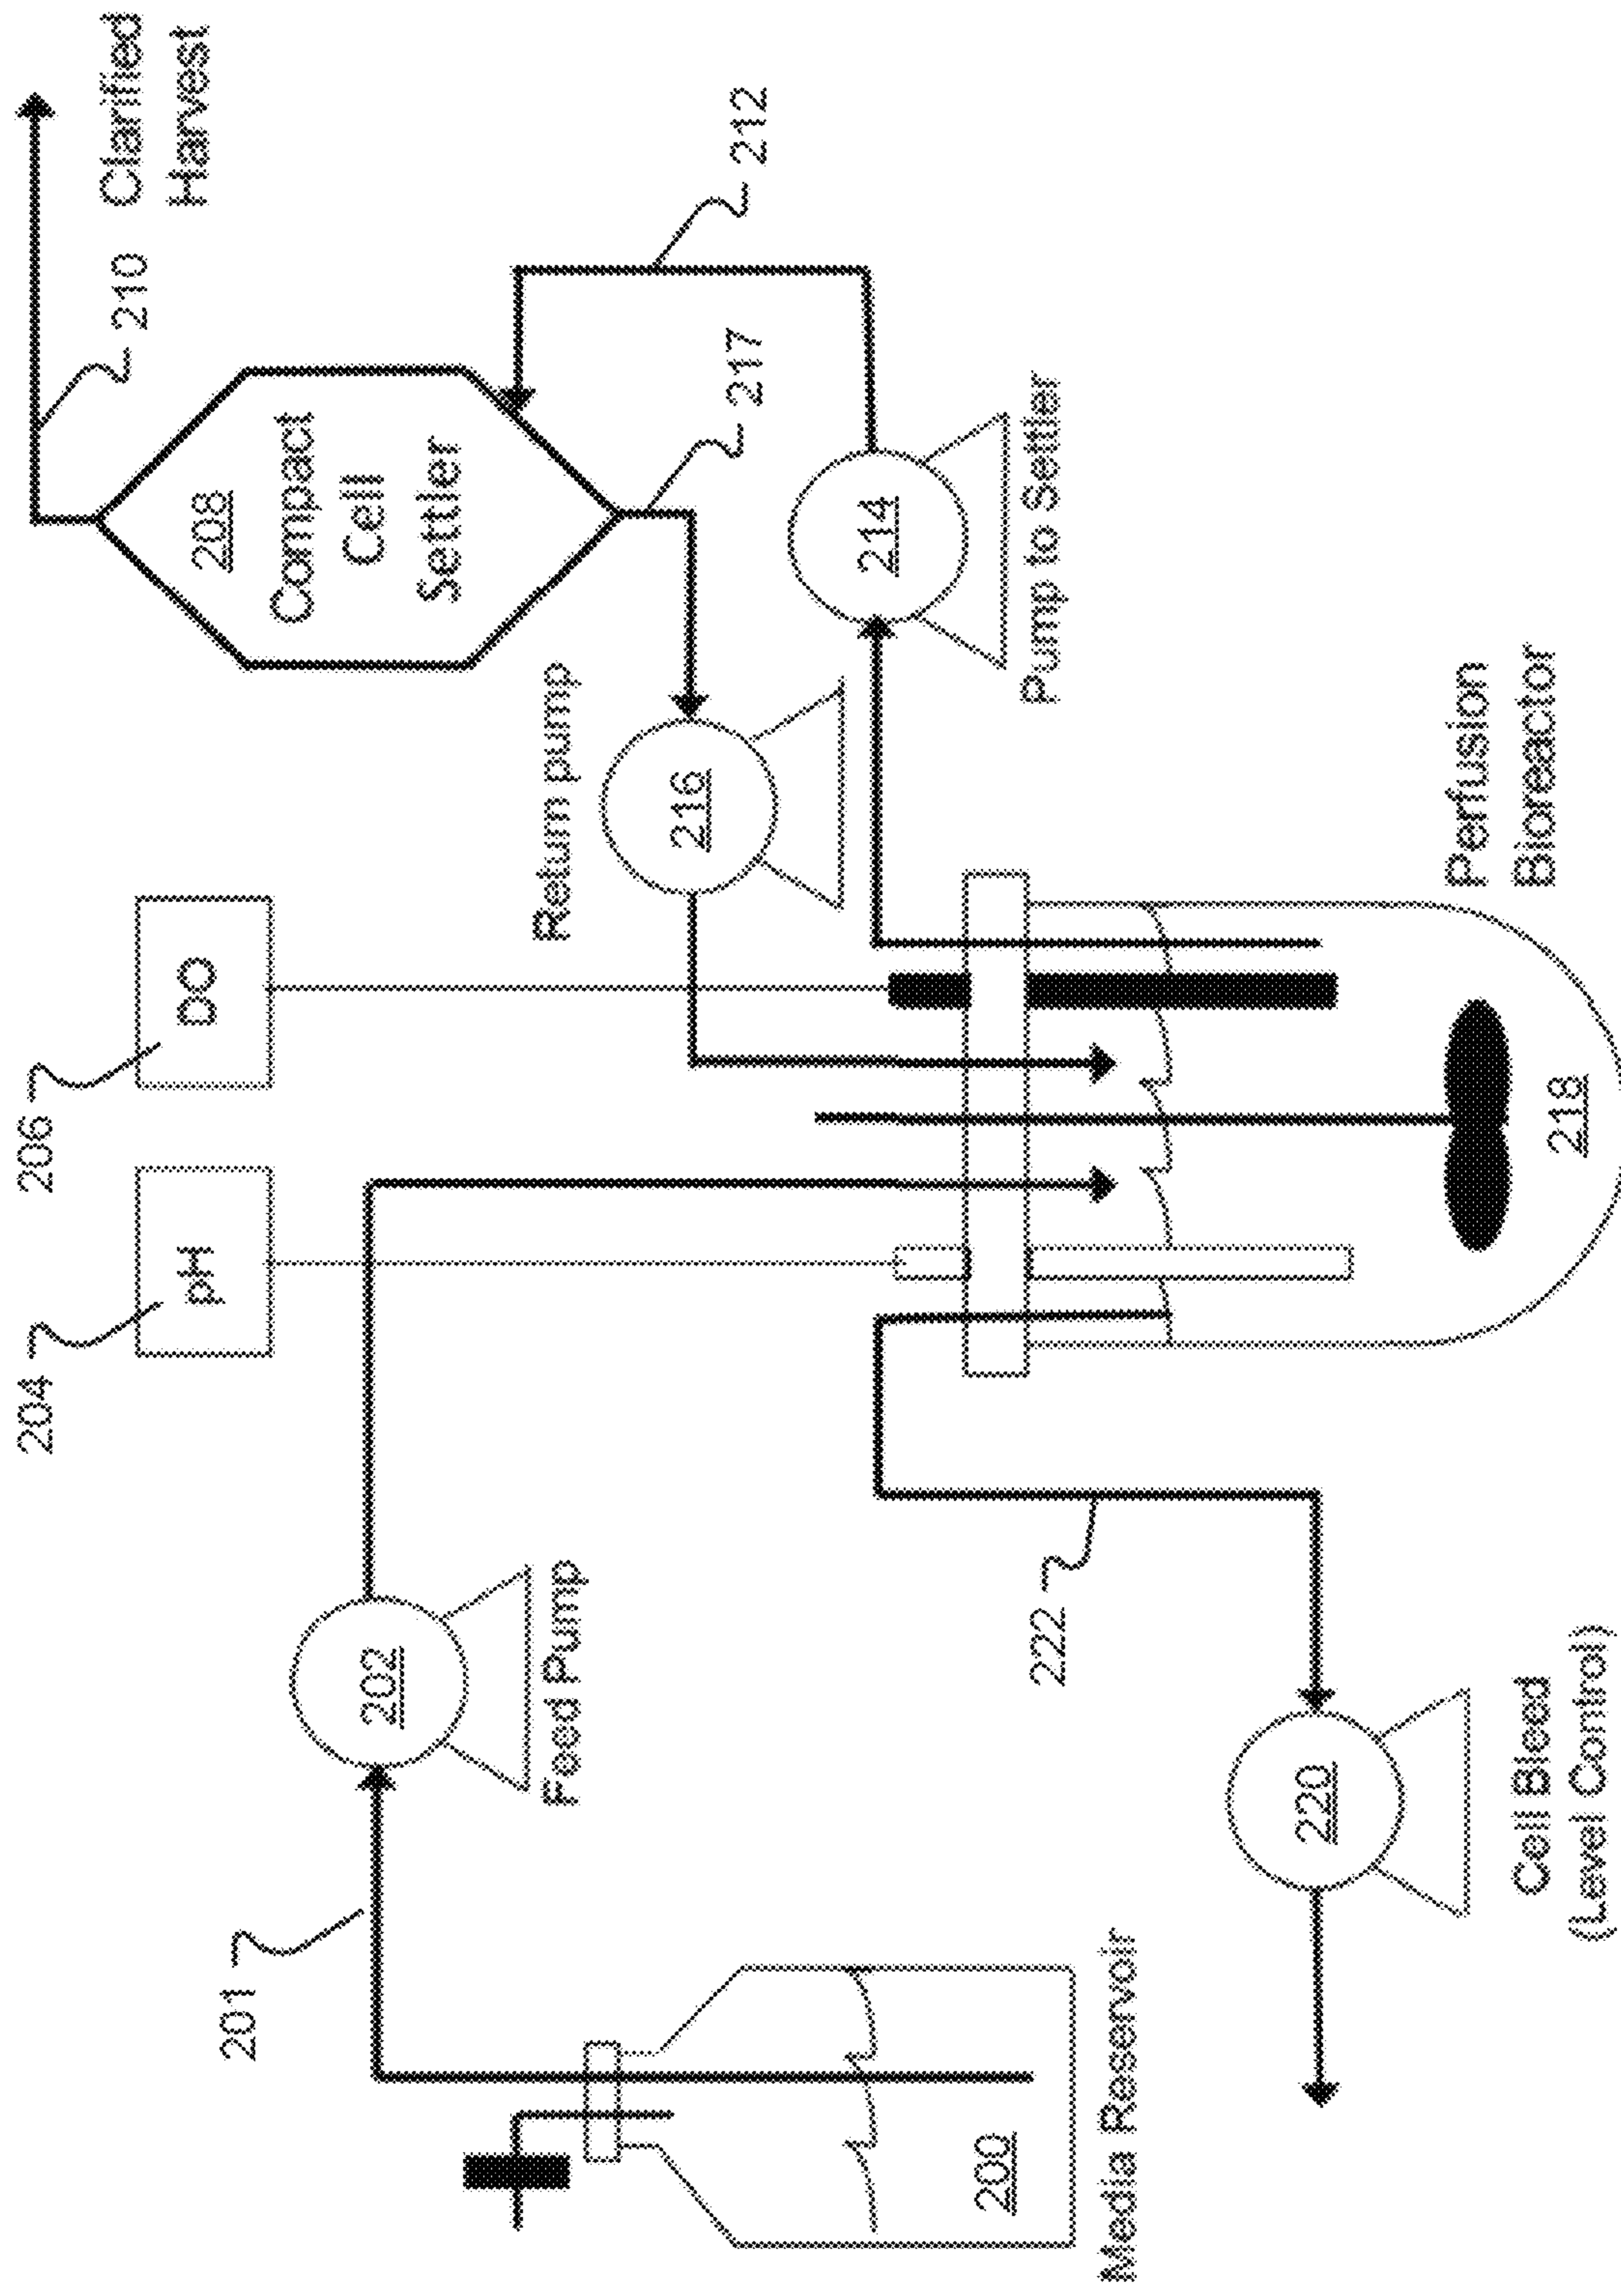 206
DO
204
pH
210
Clarified
Harvest
208
Compact
Cell
Settler
212
217
201
202
Feed Pump
Return pump
216
214
Pump to Settler
200
Media Reservoir
222
220
Cell Bleed
(Level Control)
218
Perfusion
Bioreactor